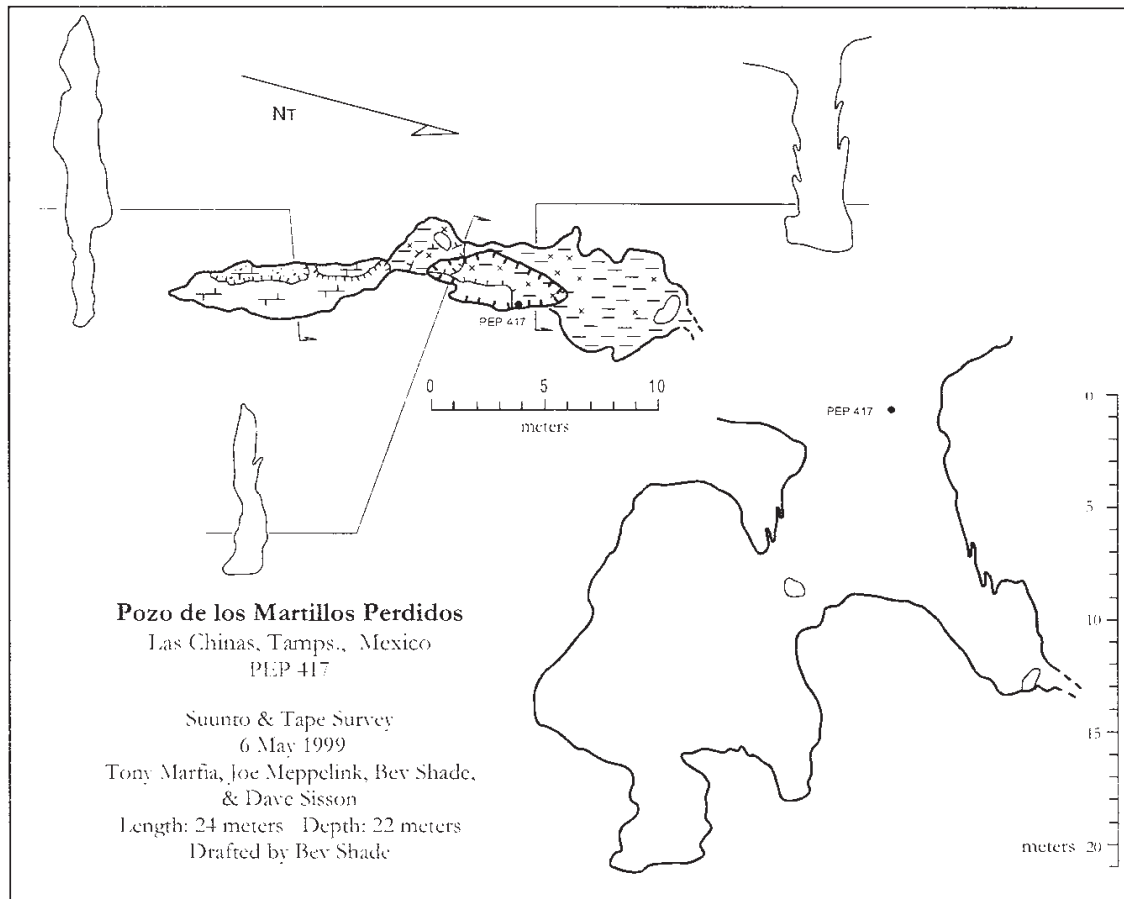 NT
PEP 417
0 5 10
meters
PEP 417
0
5
10
15
meters 20
Pozo de los Martillos Perdidos
Las Chinas, Tamps., Mexico
PEP 417
Suunto & Tape Survey
6 May 1999
Tony Marfia, Joe Meppelink, Bev Shade,
& Dave Sisson
Length: 24 meters Depth: 22 meters
Drafted by Bev Shade